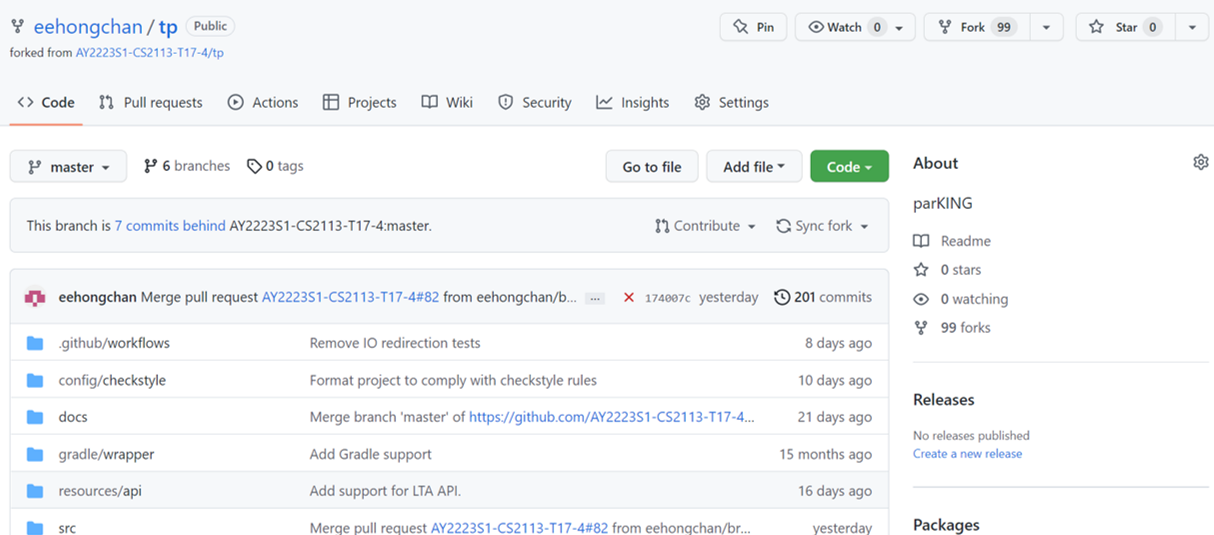 eehongchan / tp Public
Pin Watch 0 Fork 99 Star 0
forked from AY2223S1-CS2113-T17-4/tp
Code Pull requests Actions Projects Wiki Security Insights Settings
master 6 branches 0 tags Go to file Add file Code
This branch is 7 commits behind AY2223S1-CS2113-T17-4:master. Contribute Sync fork
eehongchan Merge pull request AY2223S1-CS2113-T17-4#82 from eehongchan/b... ... 174007c yesterday 201 commits
.github/workflows Remove IO redirection tests 8 days ago
config/checkstyle Format project to comply with checkstyle rules 10 days ago
docs Merge branch 'master' of https://github.com/AY2223S1-CS2113-T17-4... 21 days ago
gradle/wrapper Add Gradle support 15 months ago
resources/api Add support for LTA API. 16 days ago
src Merge pull request AY2223S1-CS2113-T17-4#82 from eehongchan/br... yesterday
About
parKING
Readme
0 stars
0 watching
99 forks
Releases
No releases published
Create a new release
Packages